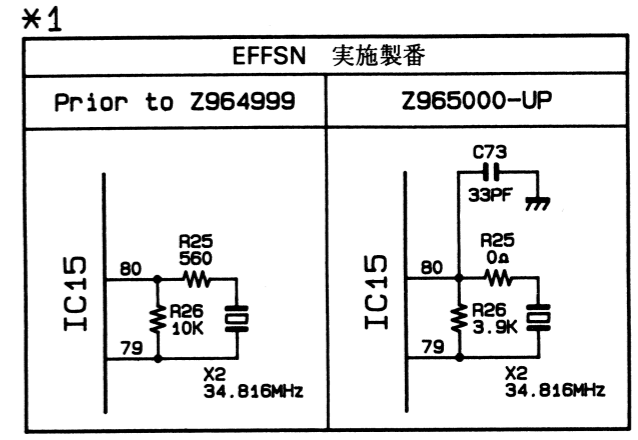 *1
EFFSN 実施製番
Prior to Z964999
Z965000-UP
IC15
80
R25
560
R26
10K
79
X2
34.816MHz
C73
33PF
IC15
80
R25
0Ω
R26
3.9K
79
X2
34.816MHz